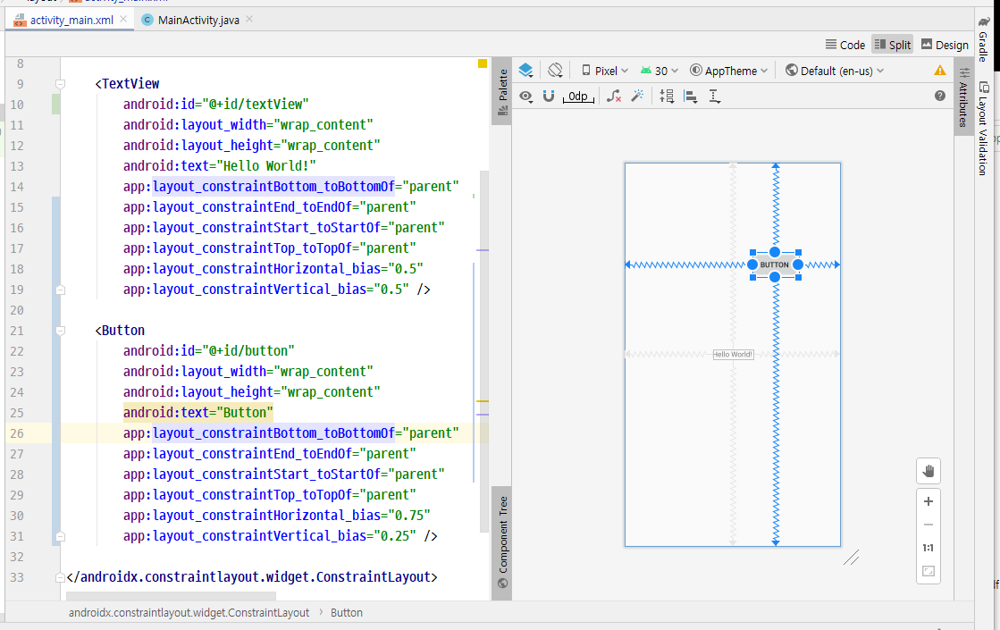 activity_main.xml
MainActivity.java
Code Split Design
Palette
Pixel 30 AppTheme Default (en-us)
0dp
Attributes
Gradle
Layout Validation
8
9 <TextView
10 android:id="@+id/textView"
11 android:layout_width="wrap_content"
12 android:layout_height="wrap_content"
13 android:text="Hello World!"
14 app:layout_constraintBottom_toBottomOf="parent"
15 app:layout_constraintEnd_toEndOf="parent"
16 app:layout_constraintStart_toStartOf="parent"
17 app:layout_constraintTop_toTopOf="parent"
18 app:layout_constraintHorizontal_bias="0.5"
19 app:layout_constraintVertical_bias="0.5" />
20
21 <Button
22 android:id="@+id/button"
23 android:layout_width="wrap_content"
24 android:layout_height="wrap_content"
25 android:text="Button"
26 app:layout_constraintBottom_toBottomOf="parent"
27 app:layout_constraintEnd_toEndOf="parent"
28 app:layout_constraintStart_toStartOf="parent"
29 app:layout_constraintTop_toTopOf="parent"
30 app:layout_constraintHorizontal_bias="0.75"
31 app:layout_constraintVertical_bias="0.25" />
32
33 </androidx.constraintlayout.widget.ConstraintLayout>
BUTTON
Hello World!
1:1
Component Tree
androidx.constraintlayout.widget.ConstraintLayout > Button